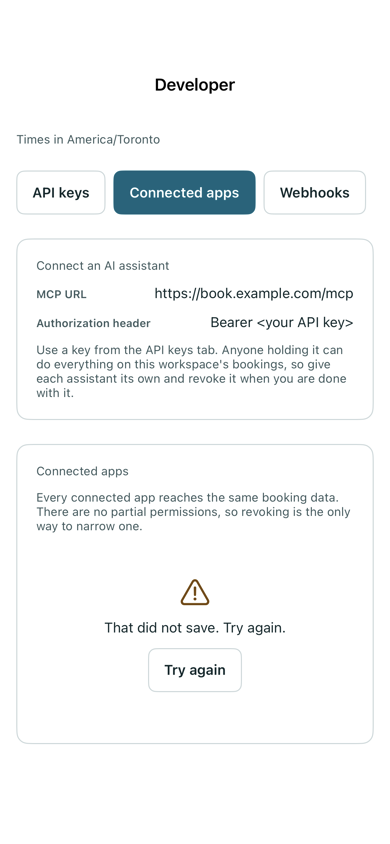 Developer
Times in America/Toronto
API keys
Connected apps
Webhooks
Connect an AI assistant
MCP URL https://book.example.com/mcp
Authorization header Bearer <your API key>
Use a key from the API keys tab. Anyone holding it can
do everything on this workspace's bookings, so give
each assistant its own and revoke it when you are done
with it.
Connected apps
Every connected app reaches the same booking data.
There are no partial permissions, so revoking is the only
way to narrow one.
That did not save. Try again.
Try again